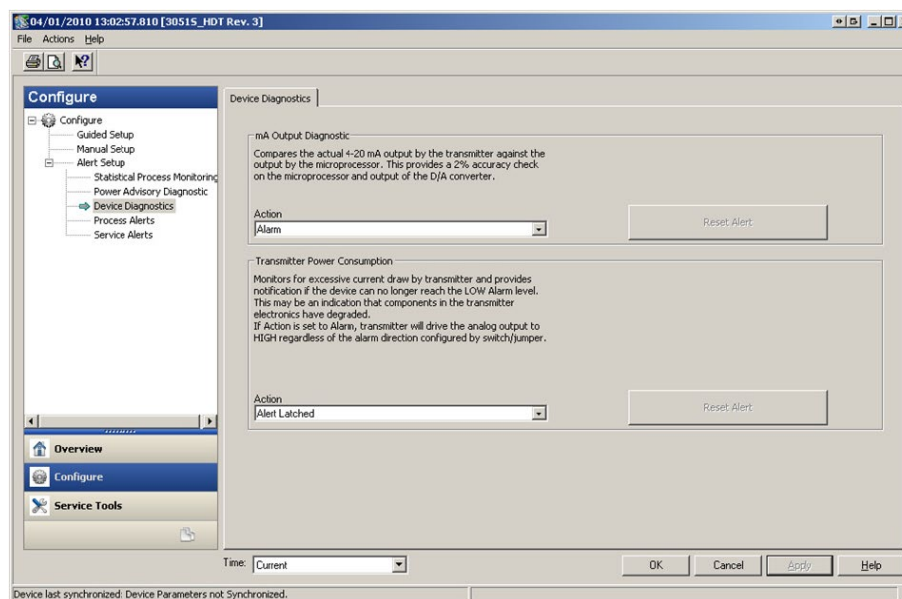 04/01/2010 13:02:57.810 [3051S_HDT Rev. 3]
File Actions Help
Configure
Configure
Guided Setup
Manual Setup
Alert Setup
Statistical Process Monitoring
Power Advisory Diagnostic
Device Diagnostics
Process Alerts
Service Alerts
Overview
Configure
Service Tools
Device Diagnostics
mA Output Diagnostic
Compares the actual 4-20 mA output by the transmitter against the
output by the microprocessor. This provides a 2% accuracy check
on the microprocessor and output of the D/A converter.
Action
Alarm
Reset Alert
Transmitter Power Consumption
Monitors for excessive current draw by transmitter and provides
notification if the device can no longer reach the LOW Alarm level.
This may be an indication that components in the transmitter
electronics have degraded.
If Action is set to Alarm, transmitter will drive the analog output to
HIGH regardless of the alarm direction configured by switch/jumper.
Action
Alert Latched
Reset Alert
Time: Current
OK Cancel Apply Help
Device last synchronized: Device Parameters not Synchronized.